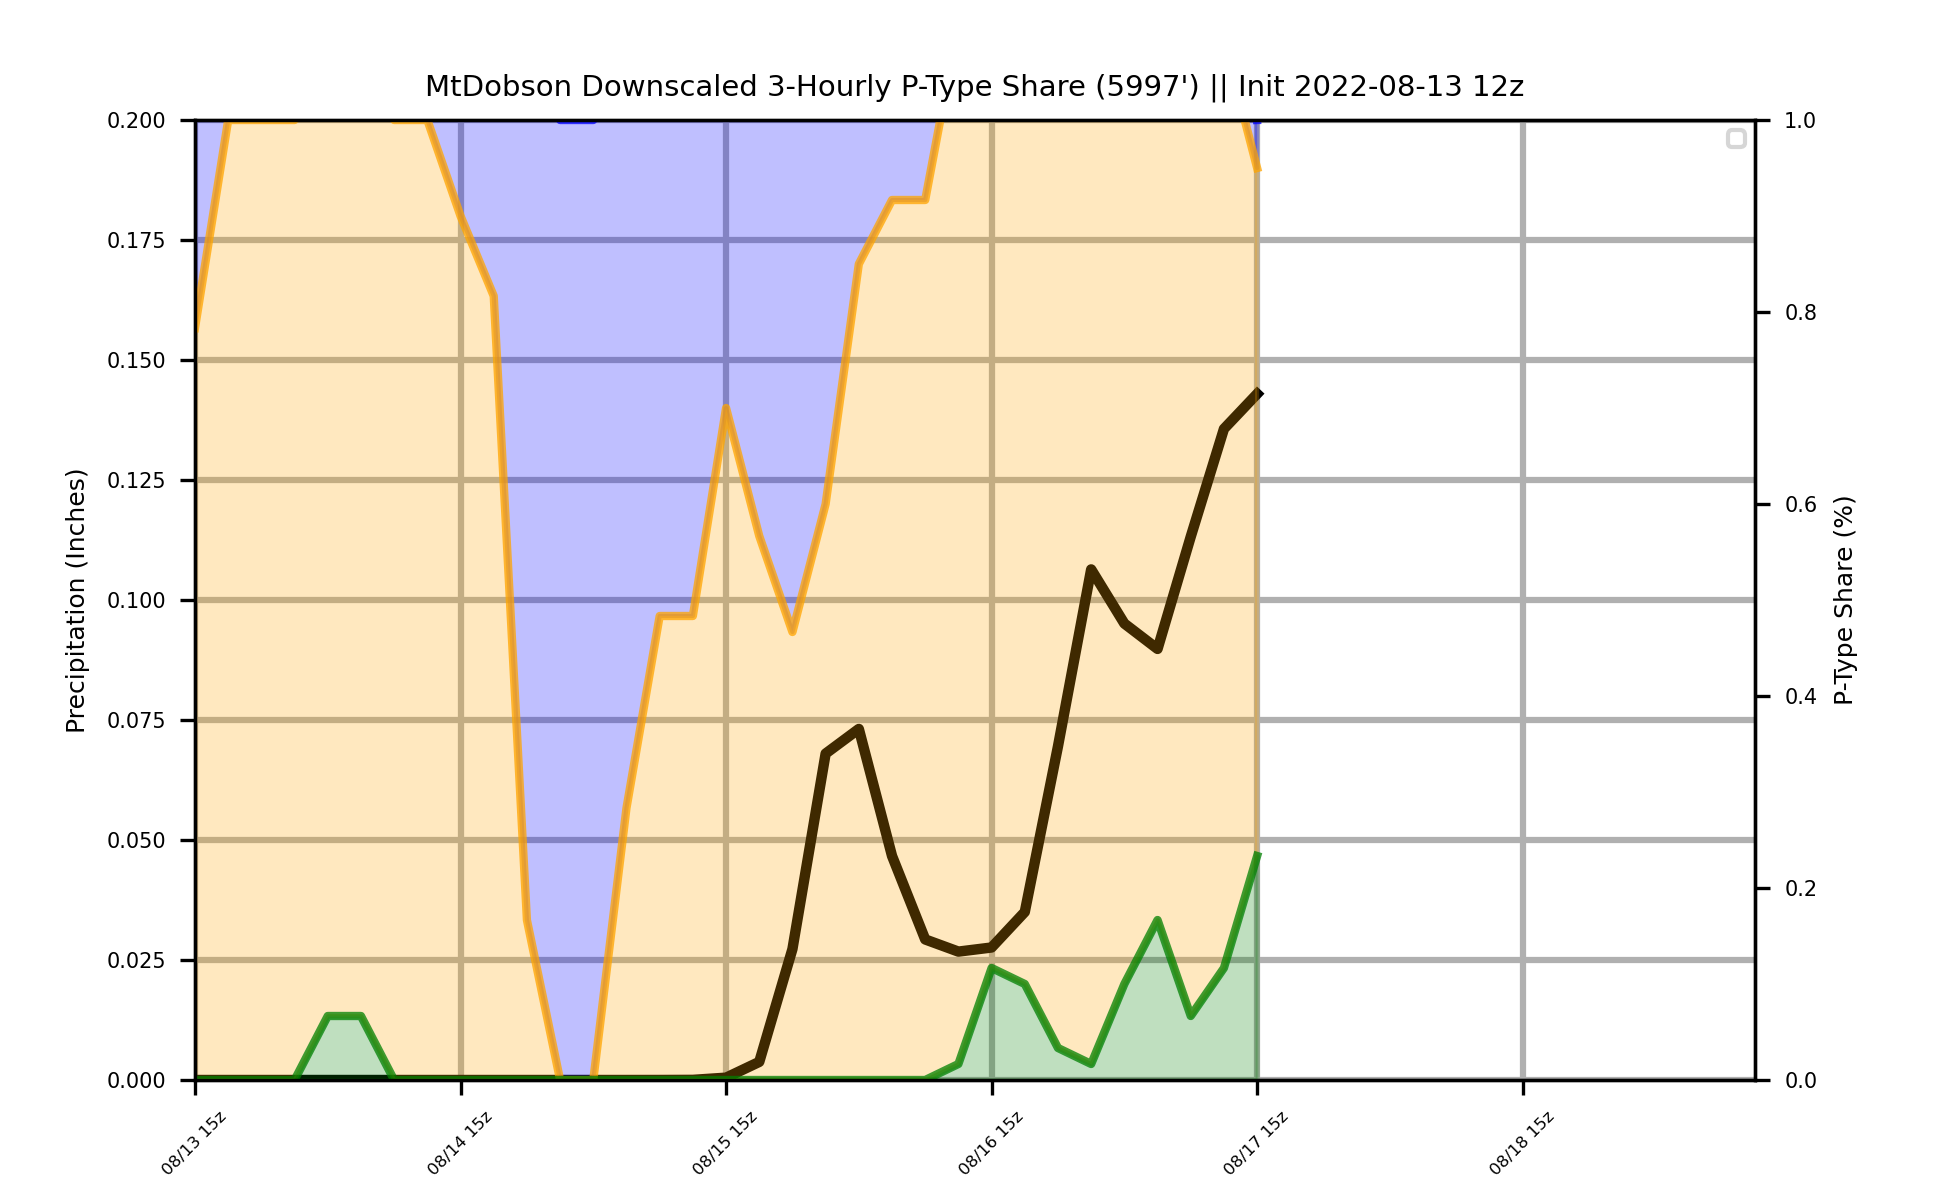 MtDobson Downscaled 3-Hourly P-Type Share (5997') || Init 2022-08-13 12z
0.200
0.175
0.150
0.125
0.100
0.075
0.050
0.025
0.000
Precipitation (Inches)
1.0
0.8
0.6
0.4
0.2
0.0
P-Type Share (%)
08/13 15z
08/14 15z
08/15 15z
08/16 15z
08/17 15z
08/18 15z